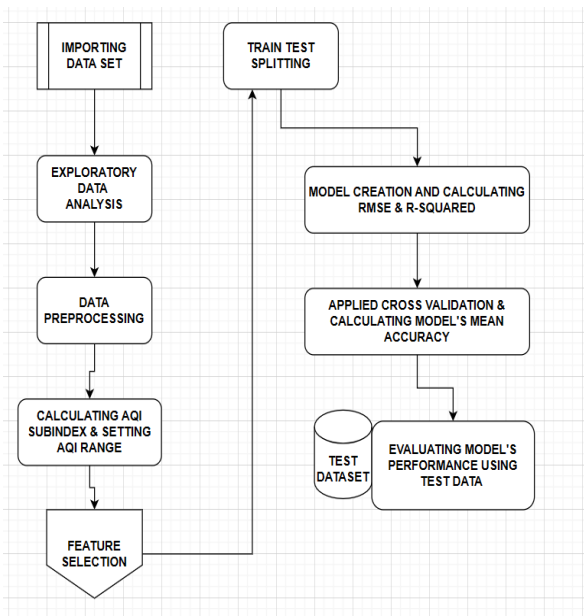 IMPORTING
DATA SET
EXPLORATORY
DATA
ANALYSIS
DATA
PREPROCESSING
CALCULATING AQI
SUBINDEX & SETTING
AQI RANGE
FEATURE
SELECTION
TRAIN TEST
SPLITTING
MODEL CREATION AND CALCULATING
RMSE & R-SQUARED
APPLIED CROSS VALIDATION &
CALCULATING MODEL'S MEAN
ACCURACY
TEST
DATASET
EVALUATING MODEL'S
PERFORMANCE USING
TEST DATA